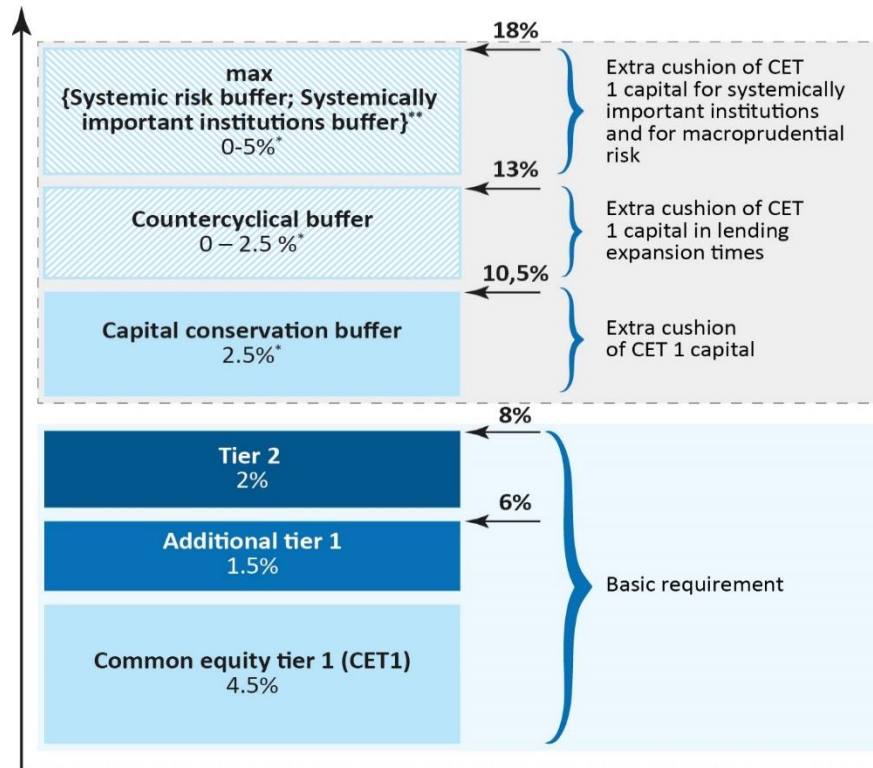 18%
max
{Systemic risk buffer; Systemically
important institutions buffer}**
0-5%*
Extra cushion of CET
1 capital for systemically
important institutions
and for macroprudential
risk
13%
Countercyclical buffer
0 – 2.5 %*
Extra cushion of CET
1 capital in lending
expansion times
10,5%
Capital conservation buffer
2.5%*
Extra cushion
of CET 1 capital
8%
Tier 2
2%
6%
Additional tier 1
1.5%
Basic requirement
Common equity tier 1 (CET1)
4.5%